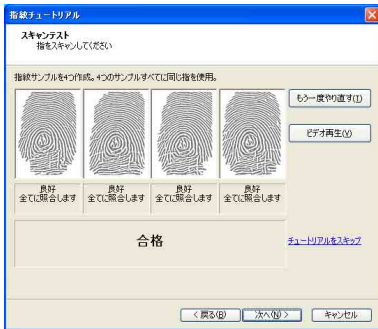 指紋チュートリアル
スキャンテスト
指をスキャンしてください
指紋サンプルを4つ作成。4つのサンプルすべてに同じ指を使用。
もう一度やり直す(T)
ビデオ再生(V)
良好
全てに照合します
良好
全てに照合します
良好
全てに照合します
良好
全てに照合します
合格
チュートリアルをスキップ
< 戻る(B)
次へ(N) >
キャンセル